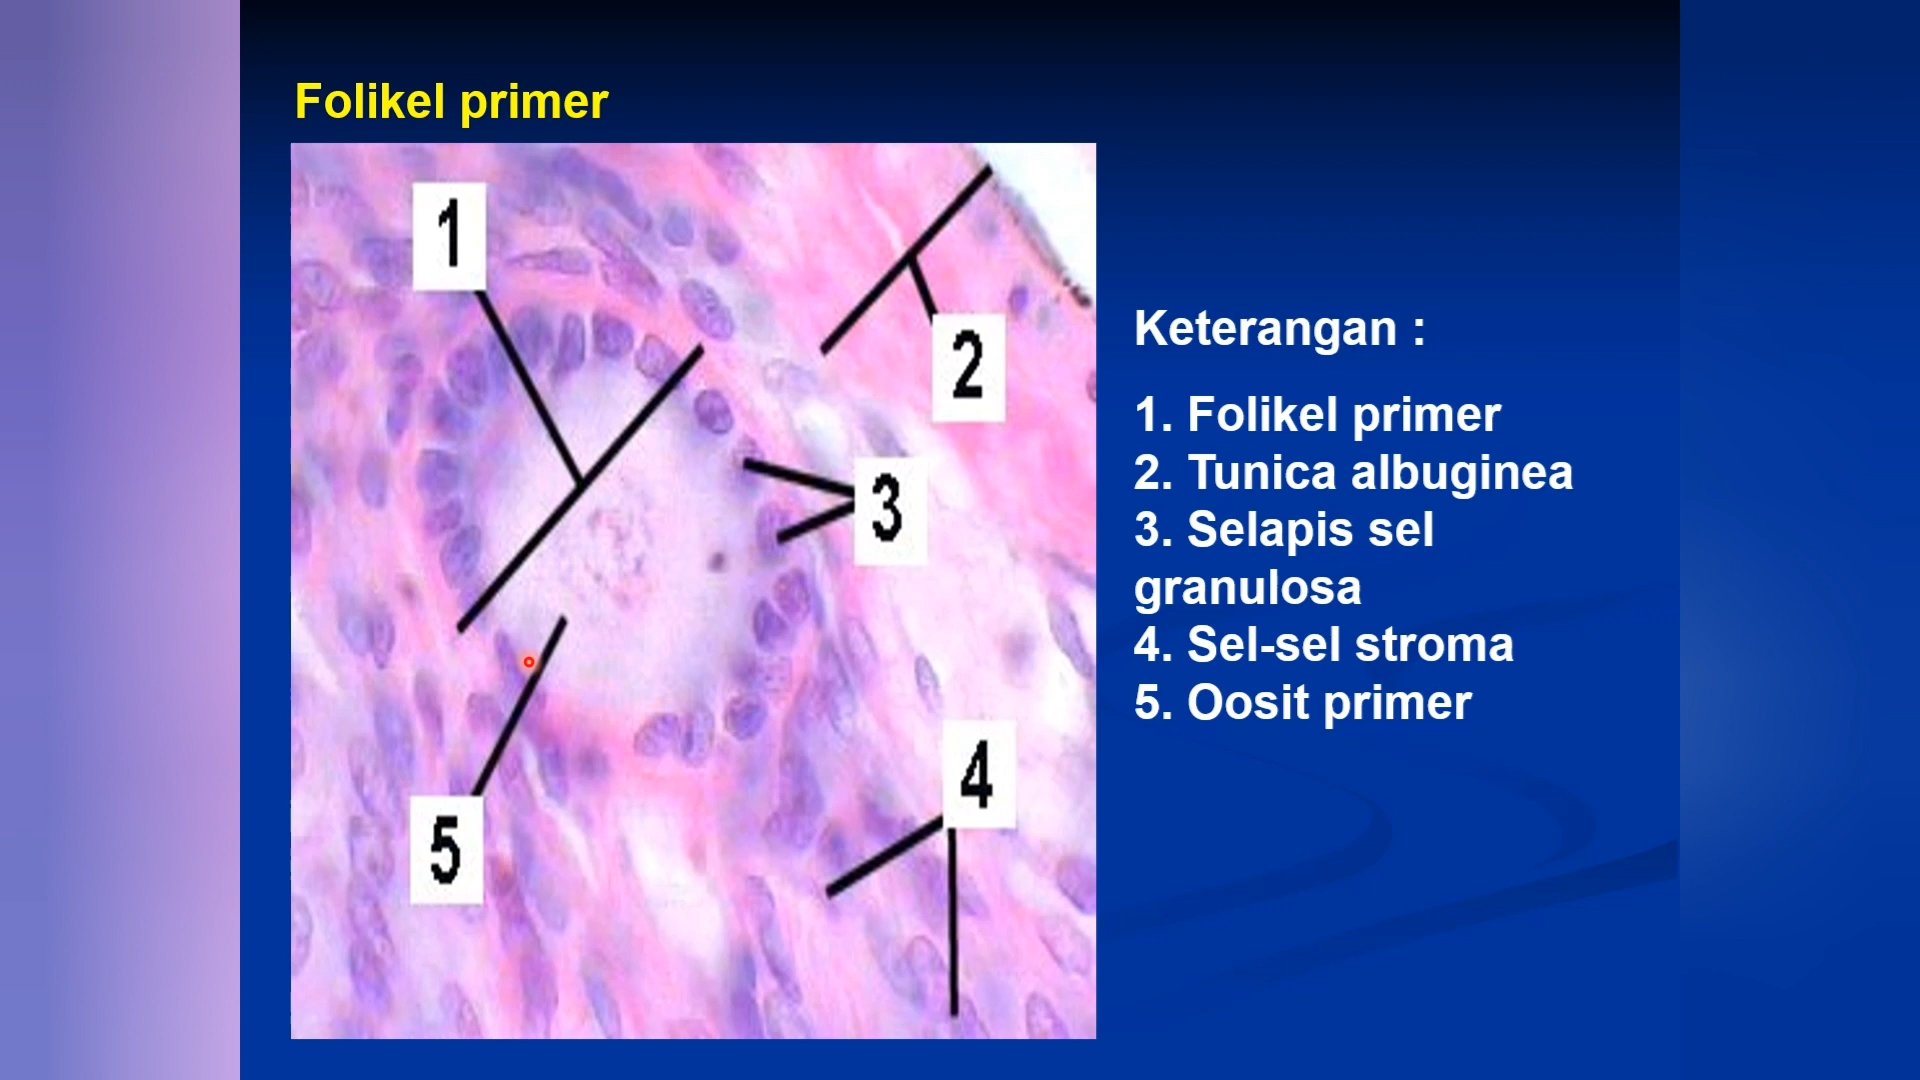 Folikel primer
1
2
3
4
5
Keterangan :
1. Folikel primer
2. Tunica albuginea
3. Selapis sel
granulosa
4. Sel-sel stroma
5. Oosit primer